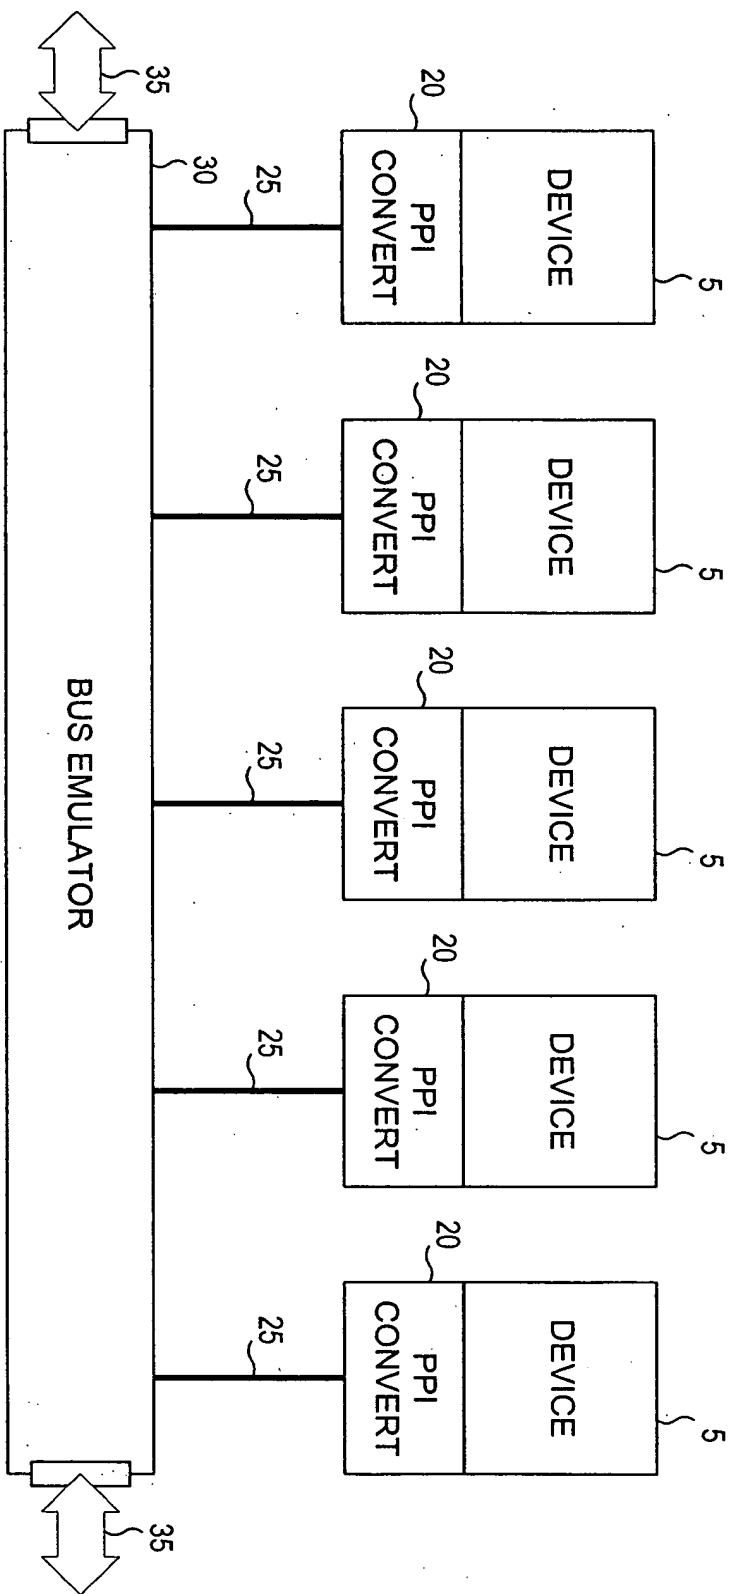 5
5
5
5
5
DEVICE
DEVICE
DEVICE
DEVICE
DEVICE
20
20
20
20
20
PPI
CONVERT
PPI
CONVERT
PPI
CONVERT
PPI
CONVERT
PPI
CONVERT
25
25
25
25
25
30
35
35
BUS EMULATOR